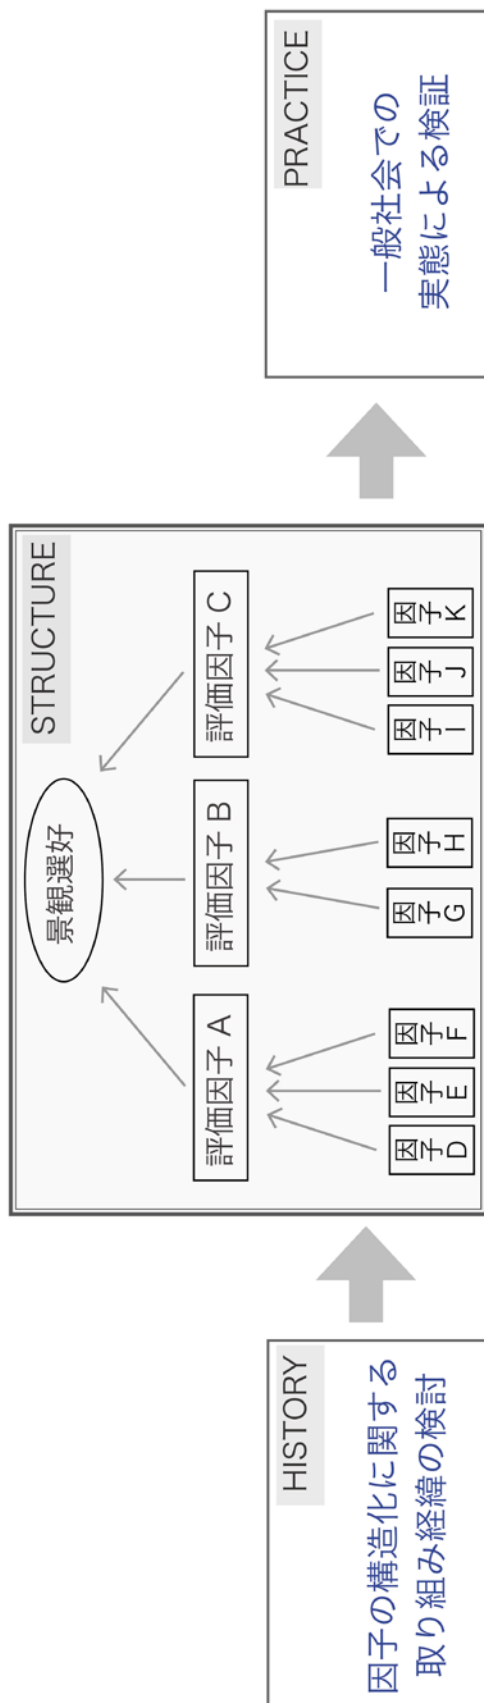 HISTORY
因子の構造化に関する
取り組み経緯の検討
STRUCTURE
景観選好
評価因子 A
評価因子 B
評価因子 C
因子
D
因子
E
因子
F
因子
G
因子
H
因子
I
因子
J
因子
K
PRACTICE
一般社会での
実態による検証